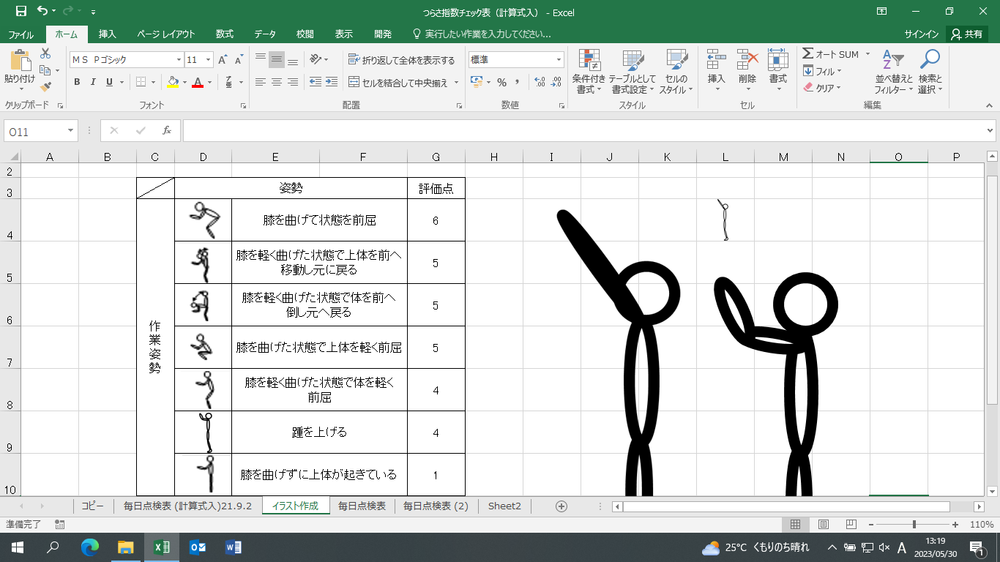 つらさ指数チェック表（計算式入） - Excel
ファイル ホーム 挿入 ページ レイアウト 数式 データ 校閲 表示 開発 実行したい作業を入力してください... サインイン 共有
貼り付け
クリップボード
ＭＳ Ｐゴシック 11
B I U
フォント
折り返して全体を表示する
セルを結合して中央揃え
配置
標準
%
数値
条件付き書式
テーブルとして書式設定
セルのスタイル
スタイル
挿入 削除 書式
セル
オート SUM
フィル
クリア
並べ替えとフィルター
検索と選択
編集
O11
fx
A B C D E F G H I J K L M N O P
2
3
4
5
6
7
8
9
10
姿勢 評価点
作業姿勢
膝を曲げて状態を前屈 6
膝を軽く曲げた状態で上体を前へ
移動し元に戻る 5
膝を軽く曲げた状態で体を前へ
倒し元へ戻る 5
膝を曲げた状態で上体を軽く前屈 5
膝を軽く曲げた状態で体を軽く
前屈 4
踵を上げる 4
膝を曲げずに上体が起きている 1
コピー 毎日点検表 (計算式入)21.9.2 イラスト作成 毎日点検表 毎日点検表 (2) Sheet2
準備完了 110%
25°C くもりのち晴れ A 13:19
2023/05/30
1